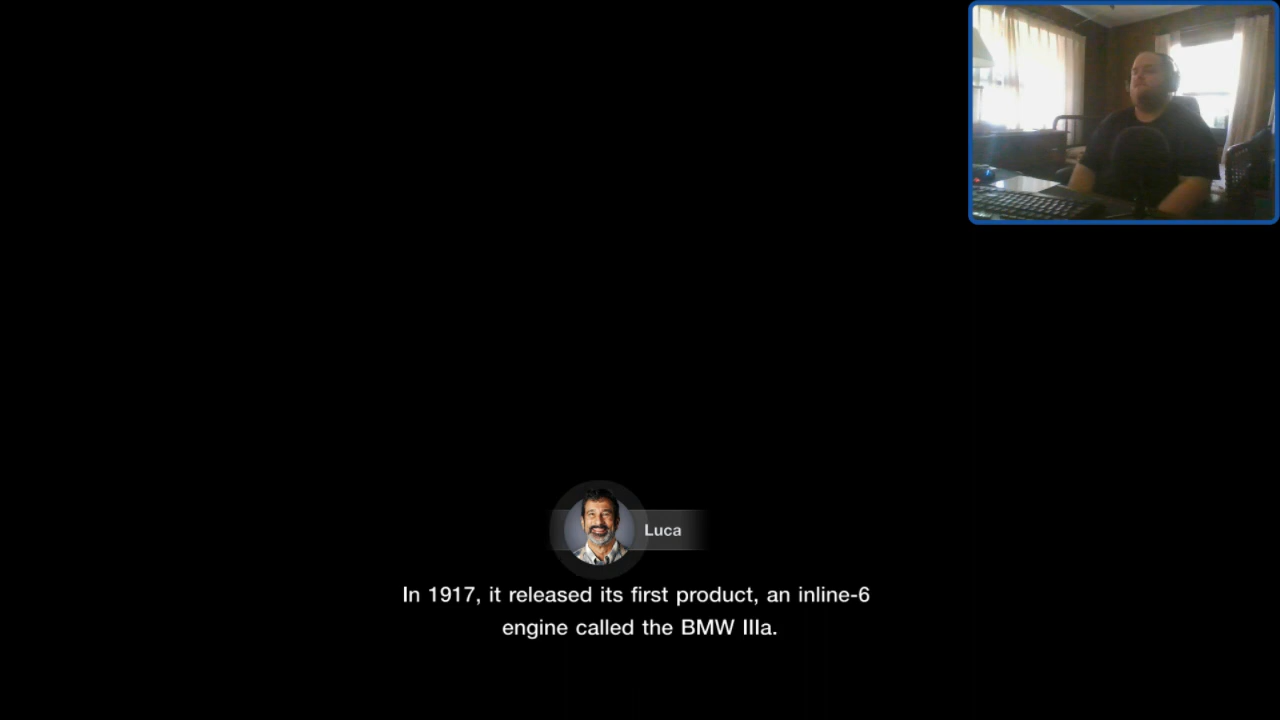 Luca
In 1917, it released its first product, an inline-6
engine called the BMW IIIa.